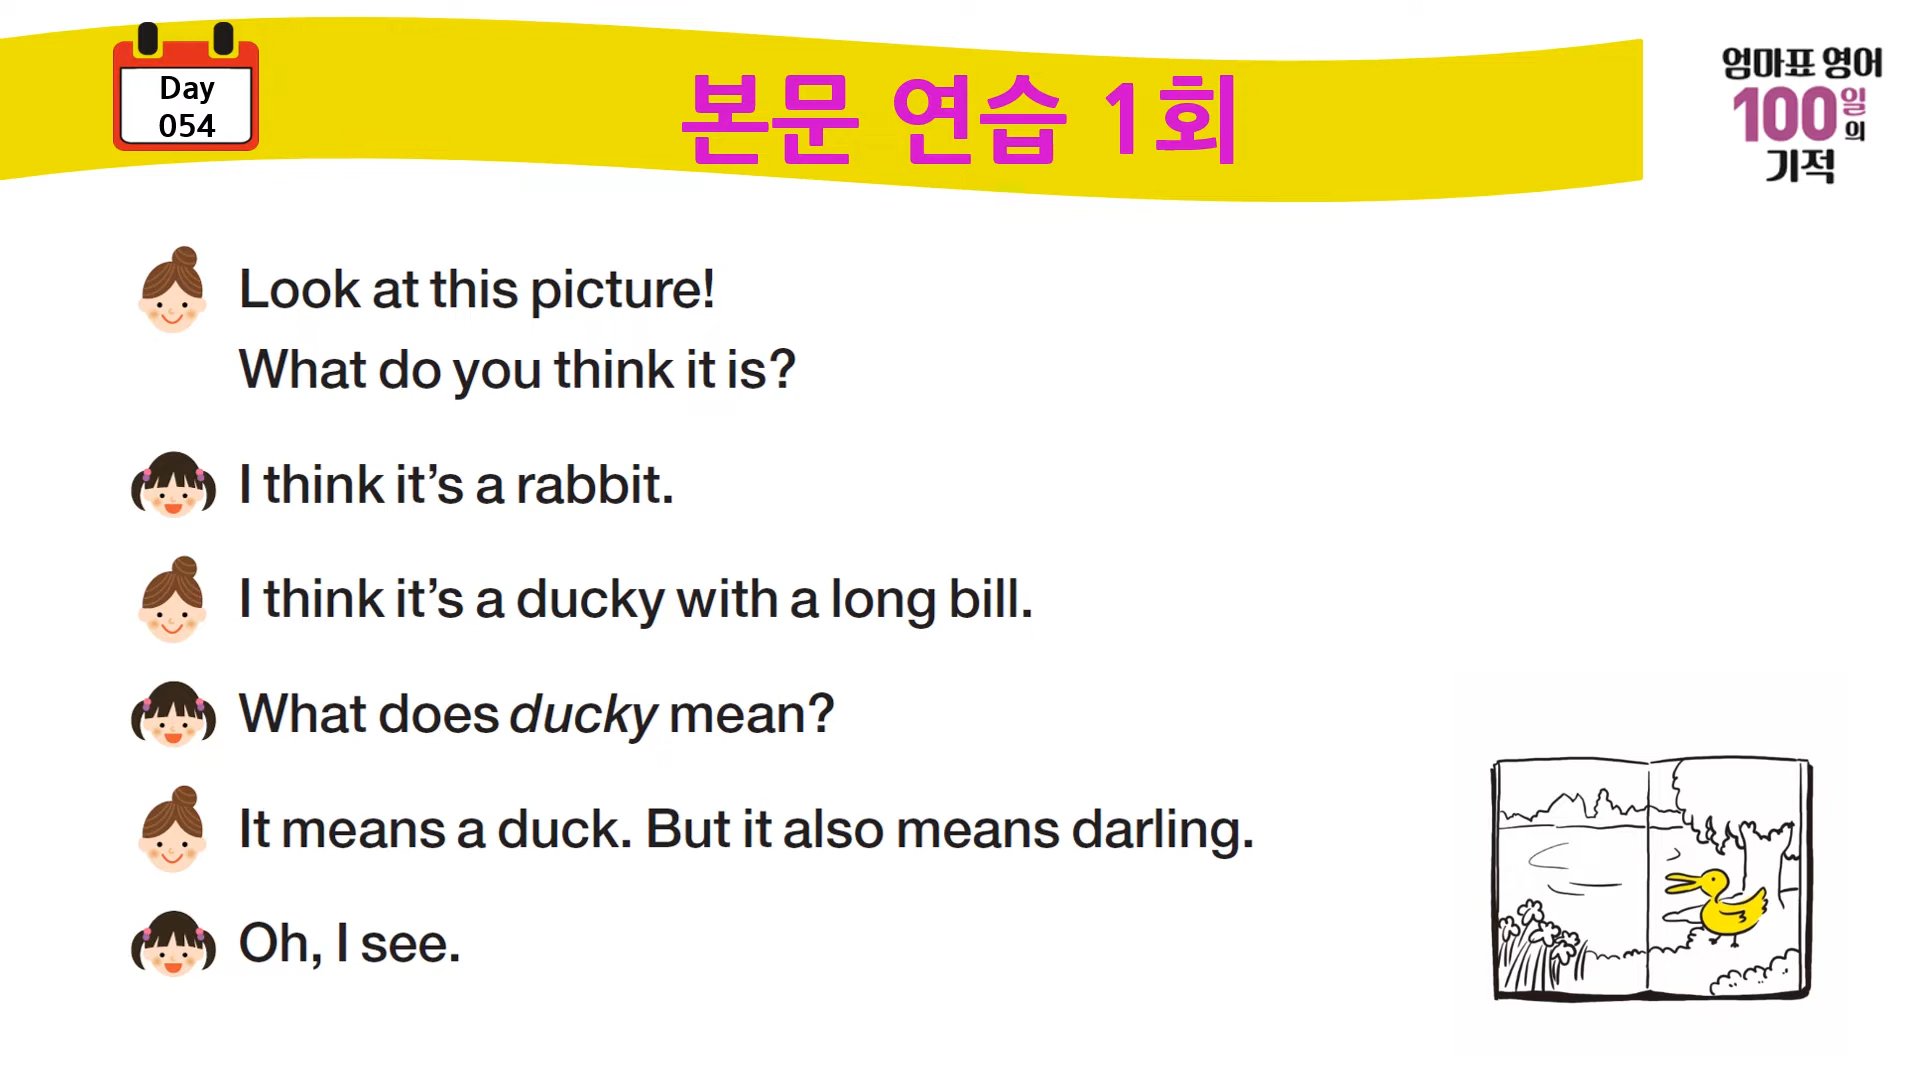 Day
054
본문 연습 1회
엄마표 영어
100일의
기적
Look at this picture!
What do you think it is?
I think it’s a rabbit.
I think it’s a ducky with a long bill.
What does ducky mean?
It means a duck. But it also means darling.
Oh, I see.